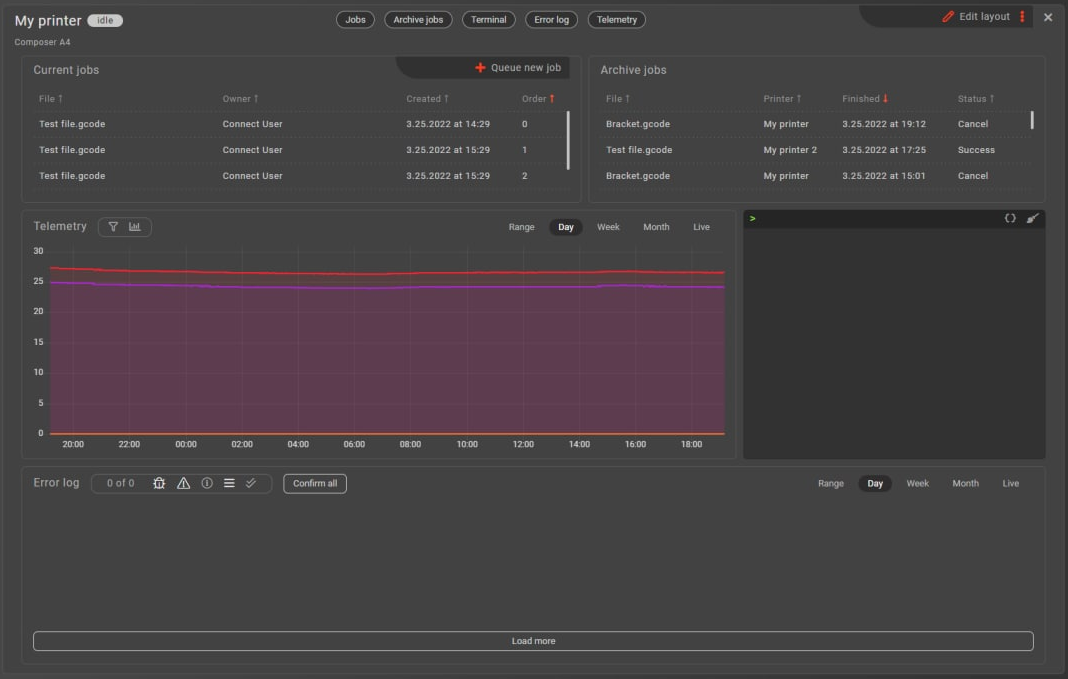 My printer idle Jobs Archive jobs Terminal Error log Telemetry Edit layout
Composer A4
Current jobs Queue new job
File Owner Created Order
Test file.gcode Connect User 3.25.2022 at 14:29 0
Test file.gcode Connect User 3.25.2022 at 15:29 1
Test file.gcode Connect User 3.25.2022 at 15:29 2
Archive jobs
File Printer Finished Status
Bracket.gcode My printer 3.25.2022 at 19:12 Cancel
Test file.gcode My printer 2 3.25.2022 at 17:25 Success
Bracket.gcode My printer 3.25.2022 at 15:01 Cancel
Telemetry Range Day Week Month Live
30
25
20
15
10
5
0
20:00 22:00 00:00 02:00 04:00 06:00 08:00 10:00 12:00 14:00 16:00 18:00
> {}
Error log 0 of 0 Confirm all Range Day Week Month Live
Load more